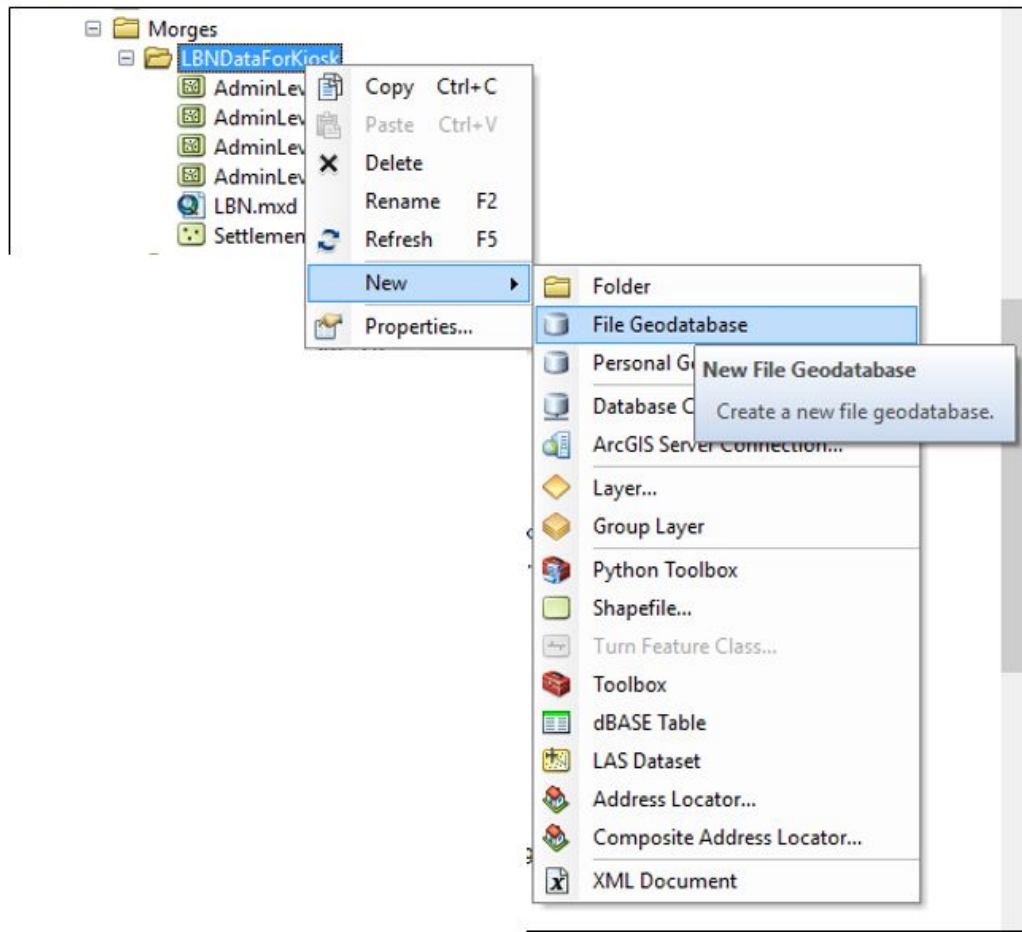 Morges
LBNDataForKiosk
AdminLev
AdminLev
AdminLev
AdminLev
LBN.mxd
Settlemen
Copy Ctrl+C
Paste Ctrl+V
Delete
Rename F2
Refresh F5
New
Properties...
Folder
File Geodatabase
Personal Ge
New File Geodatabase
Create a new file geodatabase.
Database C
ArcGIS Server Connection...
Layer...
Group Layer
Python Toolbox
Shapefile...
Turn Feature Class...
Toolbox
dBASE Table
LAS Dataset
Address Locator...
Composite Address Locator...
XML Document